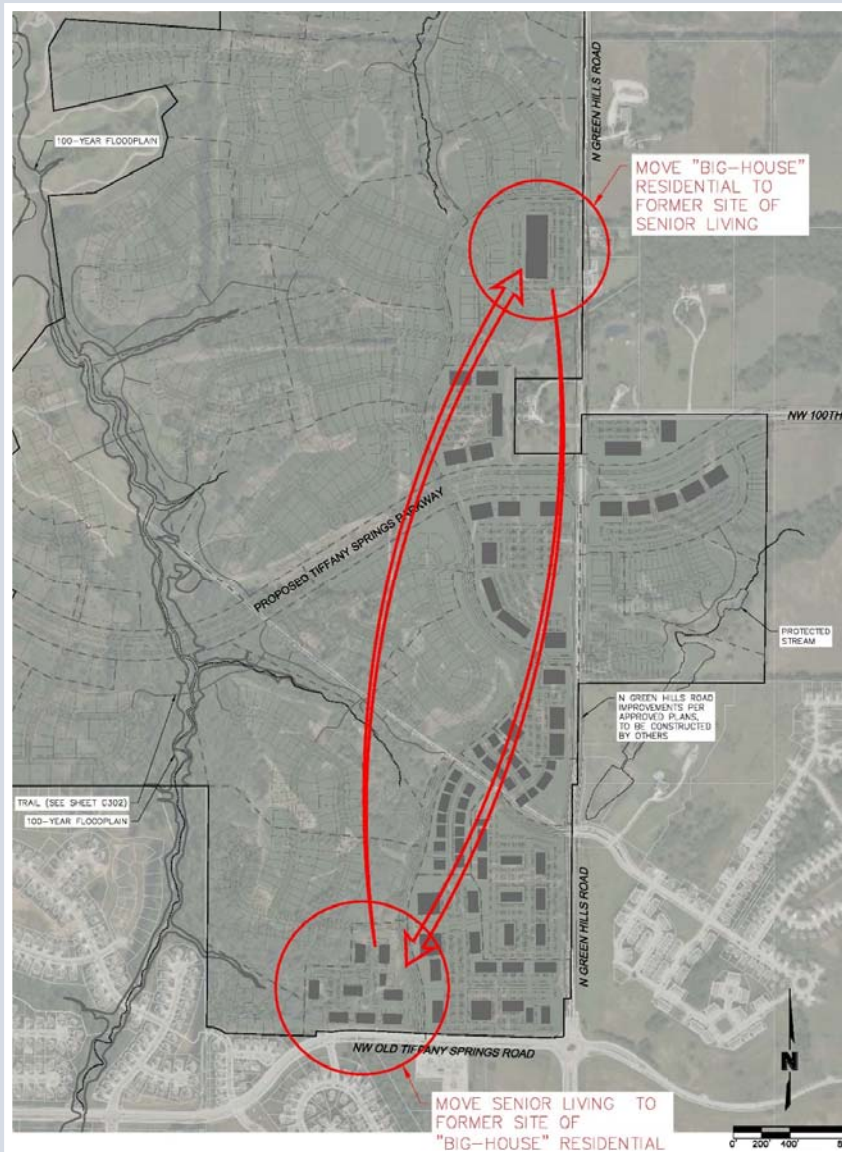 N GREEN HILLS ROAD
100-YEAR FLOODPLAIN
MOVE "BIG-HOUSE"
RESIDENTIAL TO
FORMER SITE OF
SENIOR LIVING
NW 100TH
PROPOSED TIFFANY SPRINGS PARKWAY
PROTECTED
STREAM
N GREEN HILLS ROAD
IMPROVEMENTS PER
APPROVED PLANS,
TO BE CONSTRUCTED
BY OTHERS
TRAIL (SEE SHEET C302)
100-YEAR FLOODPLAIN
N GREEN HILLS ROAD
NW OLD TIFFANY SPRINGS ROAD
N
MOVE SENIOR LIVING TO
FORMER SITE OF
"BIG-HOUSE" RESIDENTIAL
0' 200' 400'